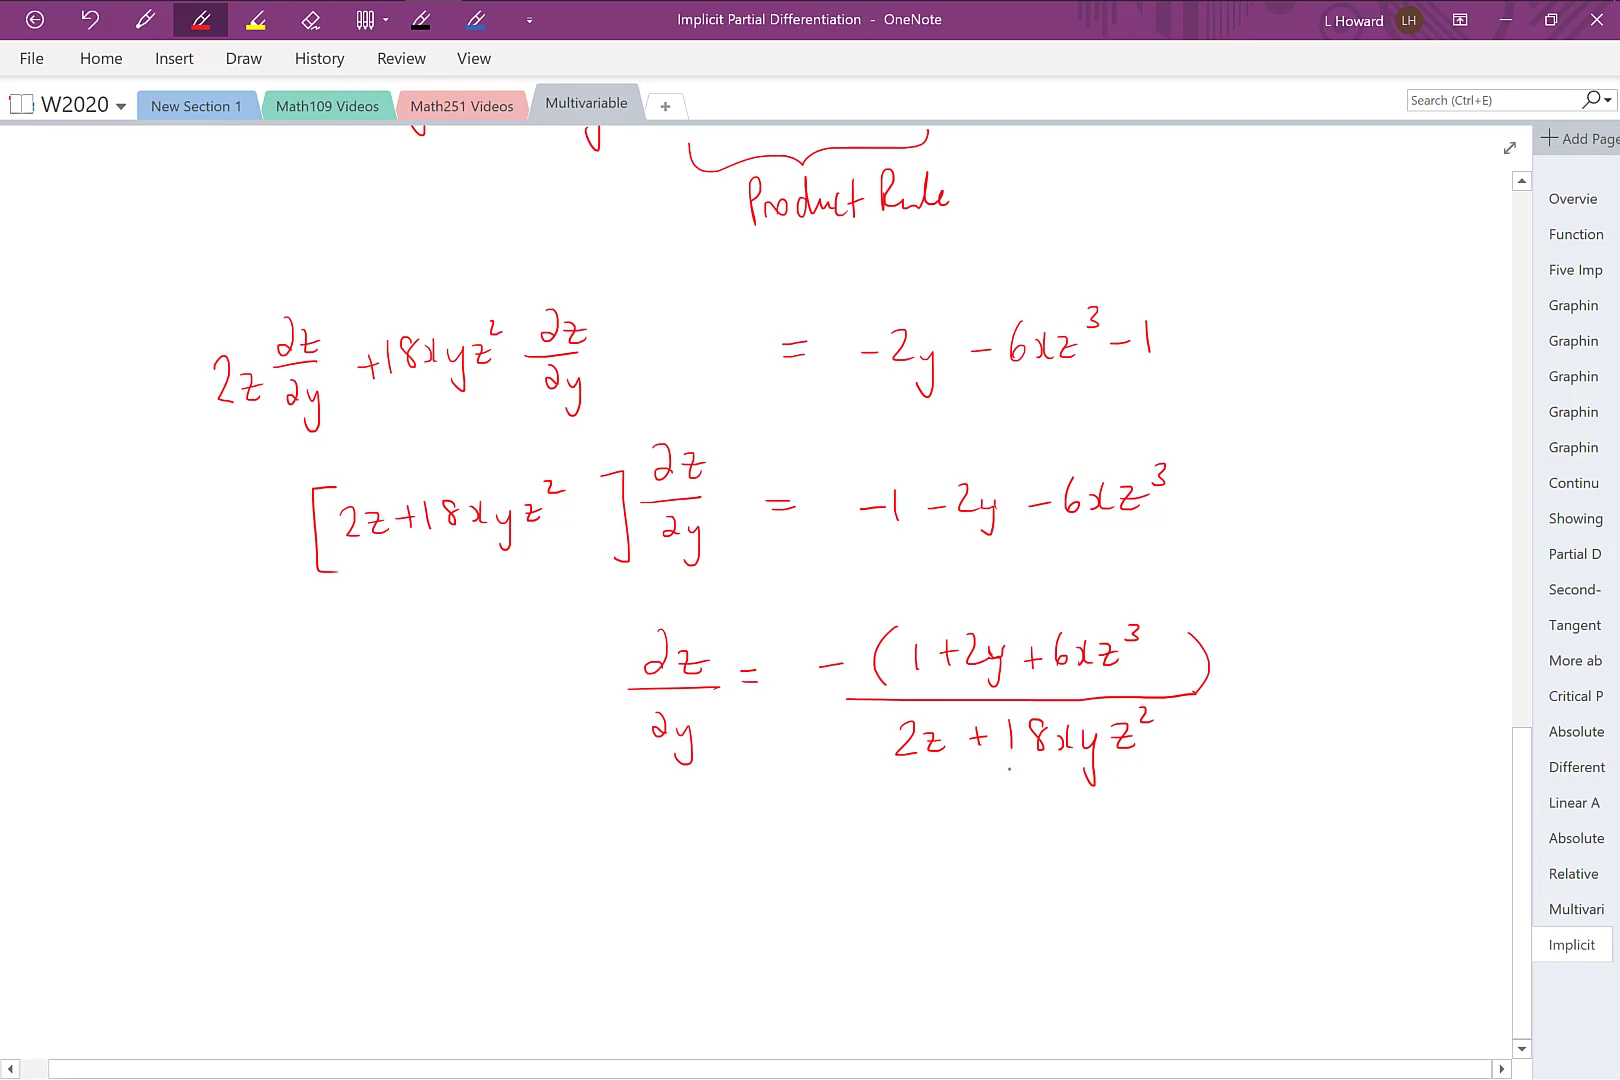 Implicit Partial Differentiation - OneNote
L Howard LH
File Home Insert Draw History Review View
W2020 New Section 1 Math109 Videos Math251 Videos Multivariable
Search (Ctrl+E)
Add Page
Product Rule
2z ∂z/∂y + 18xyz² ∂z/∂y = -2y - 6xz³ - 1
[2z + 18xyz²] ∂z/∂y = -1 - 2y - 6xz³
∂z/∂y = -(1 + 2y + 6xz³)/(2z + 18xyz²)
Overvie
Function
Five Imp
Graphin
Graphin
Graphin
Graphin
Graphin
Continu
Showing
Partial D
Second-
Tangent
More ab
Critical P
Absolute
Different
Linear A
Absolute
Relative
Multivari
Implicit